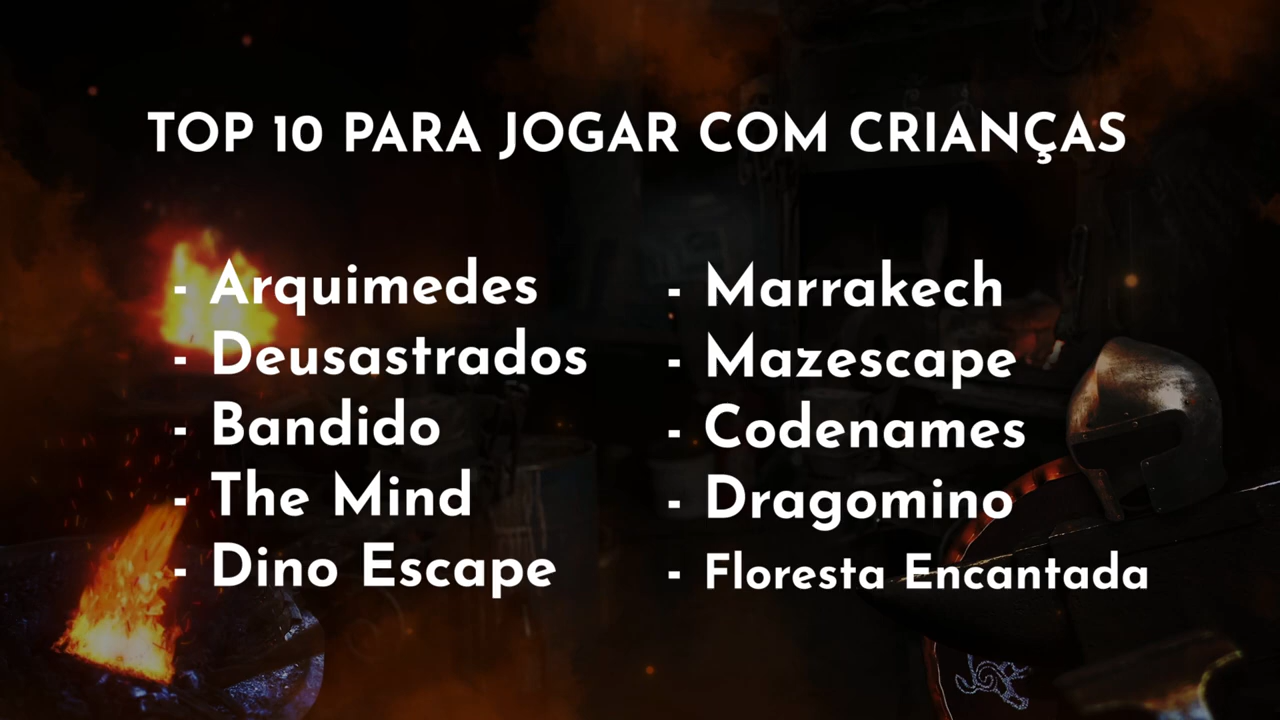 TOP 10 PARA JOGAR COM CRIANÇAS
- Arquimedes
- Deusastrados
- Bandido
- The Mind
- Dino Escape
- Marrakech
- Mazescape
- Codenames
- Dragomino
- Floresta Encantada